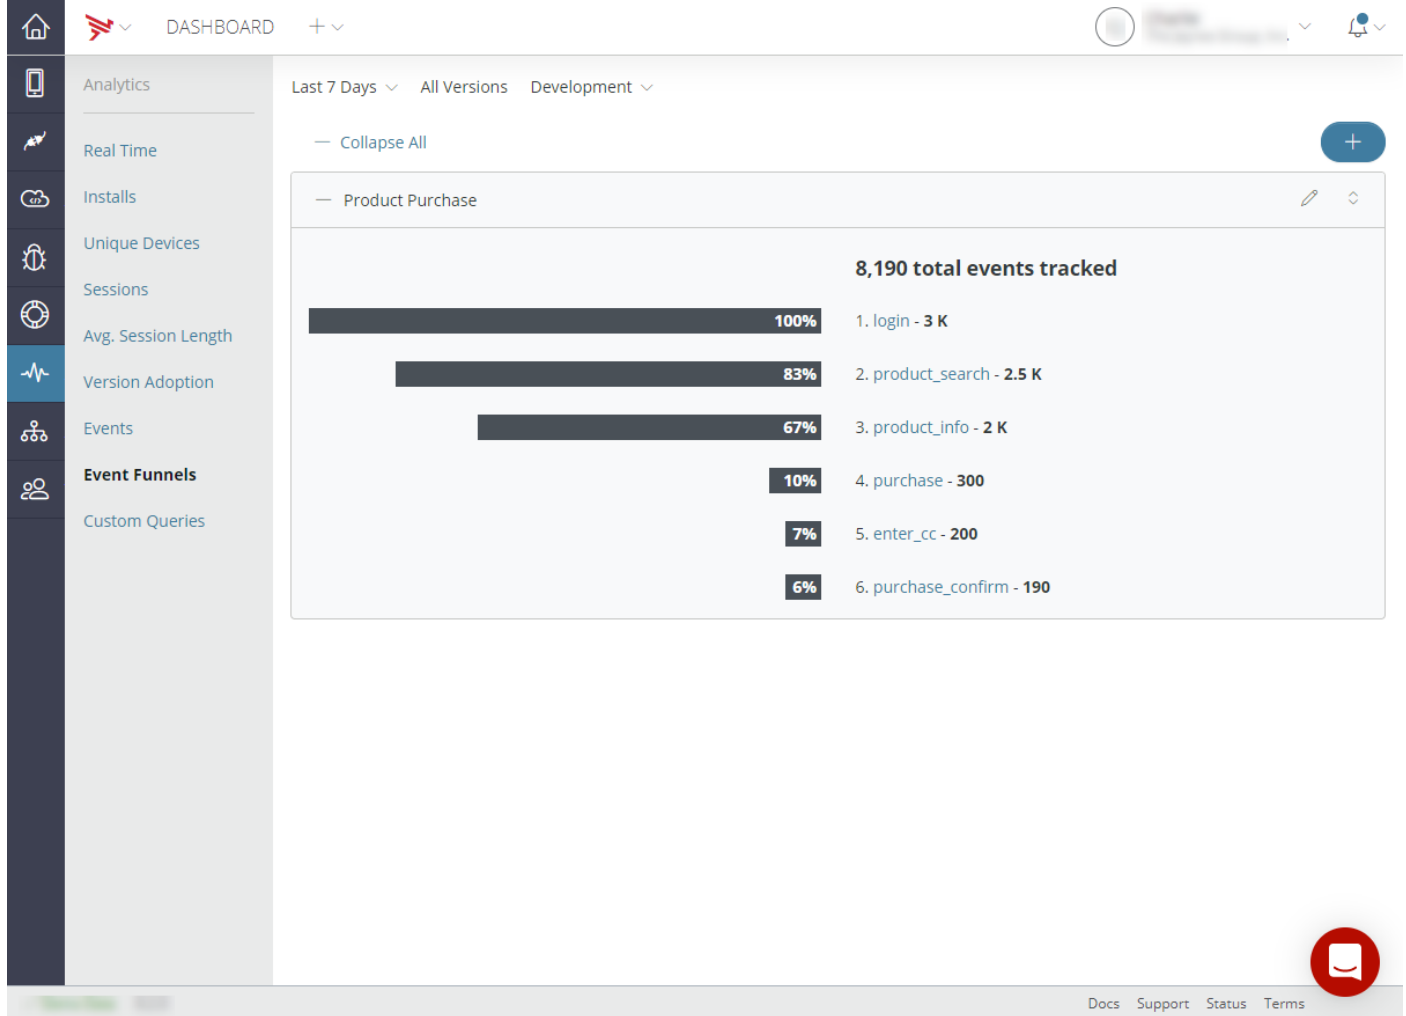 DASHBOARD
Analytics
Real Time
Installs
Unique Devices
Sessions
Avg. Session Length
Version Adoption
Events
Event Funnels
Custom Queries
Last 7 Days All Versions Development
Collapse All
Product Purchase
8,190 total events tracked
100% 1. login - 3 K
83% 2. product_search - 2.5 K
67% 3. product_info - 2 K
10% 4. purchase - 300
7% 5. enter_cc - 200
6% 6. purchase_confirm - 190
Docs Support Status Terms